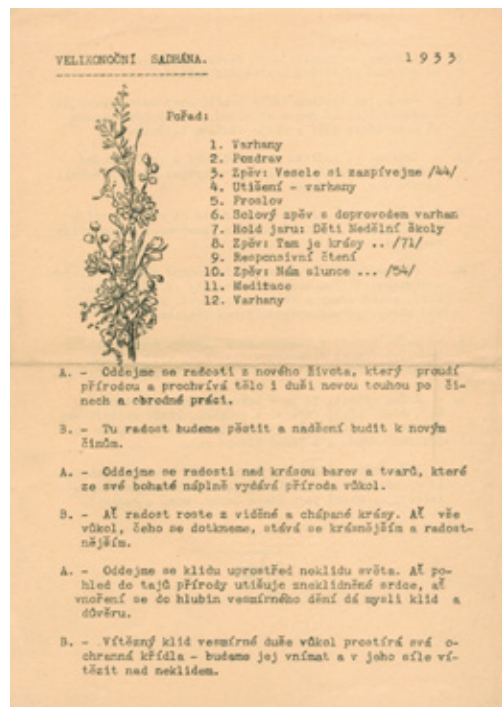 VELIKONOČNÍ SADHÁNA. 1933
Pořad:
1. Varhany
2. Pozdrav
3. Zpěv: Vesele si zazpívejme /44/
4. Utišení - varhany
5. Proslov
6. Solový zpěv s doprovodem varhan
7. Hold jaru: Děti Nedělní školy
8. Zpěv: Tam je krásy .. /71/
9. Responsivní čtení
10. Zpěv: Nám slunce ... /54/
11. Meditace
12. Varhany
A. - Oddejme se radosti z nového života, který proudí
přírodou a prochvívá tělo i duši novou touhou po či-
nech a obrodné práci.
B. - Tu radost budeme pěstit a nadšení budit k novým
činům.
A. - Oddejme se radosti nad krásou barev a tvarů, které
ze své bohaté náplně vydává příroda vůkol.
B. - Ať radost roste z viděné a chápané krásy. Ať vše
vůkol, čeho se dotkneme, stává se krásnějším a radost-
nějším.
A. - Oddejme se klidu uprostřed neklidu světa. Ať po-
hled do tajů přírody utišuje zneklidněné srdce, ať
vnoření se do hlubin vesmírného dění dá mysli klid a
důvěru.
B. - Vítězný klid vesmírné duše vůkol prostírá svá o-
chranná křídla - budeme jej vnímat a v jeho síle ví-
tězit nad neklidem.